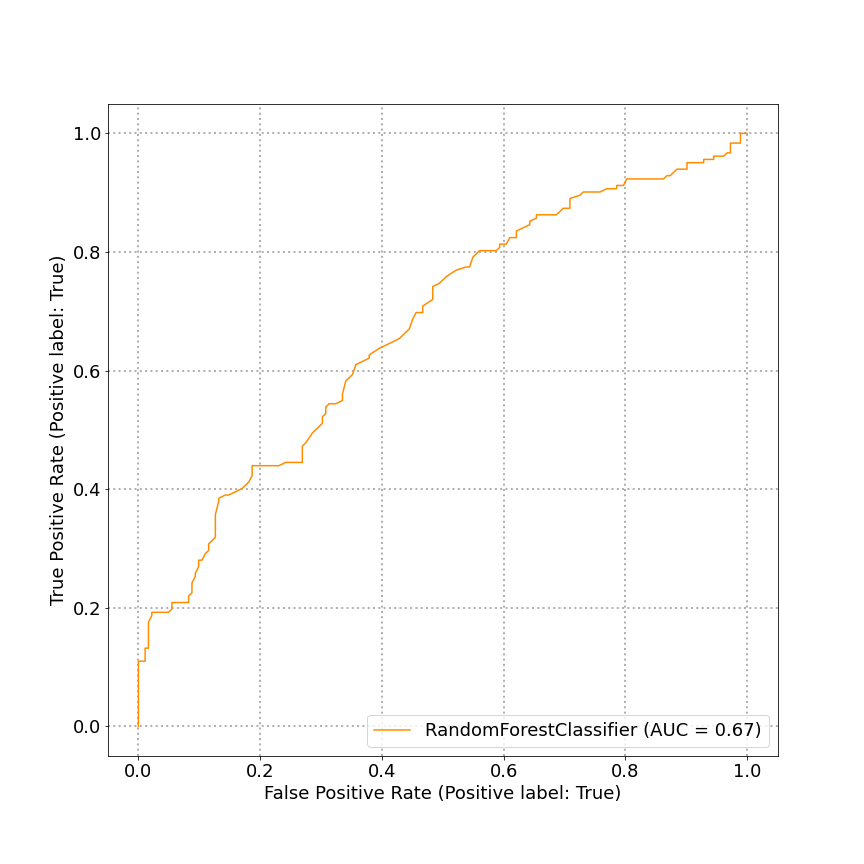 True Positive Rate (Positive label: True)
1.0
0.8
0.6
0.4
0.2
0.0
RandomForestClassifier (AUC = 0.67)
0.0 0.2 0.4 0.6 0.8 1.0
False Positive Rate (Positive label: True)